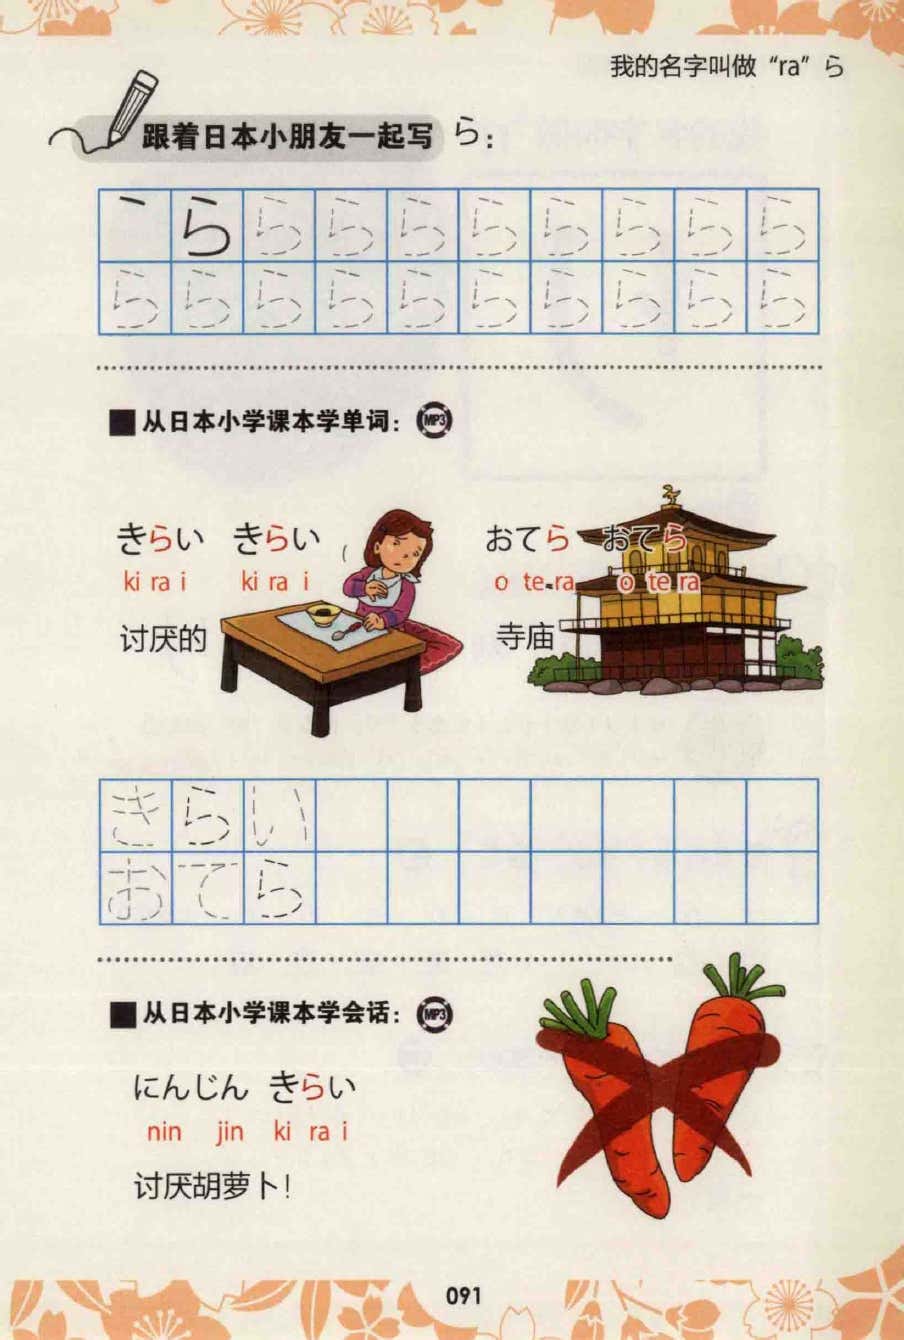 我的名字叫做“ra”ら
跟着日本小朋友一起写 ら：
ら ら ら ら ら ら ら ら ら
ら ら ら ら ら ら ら ら ら ら
从日本小学课本学单词： MP3
きらい きらい おてら おてら
ki ra i ki ra i o te ra o te ra
讨厌的 寺庙
きらい
おてら
从日本小学课本学会话： MP3
にんじん きらい
nin jin ki ra i
讨厌胡萝卜！
091